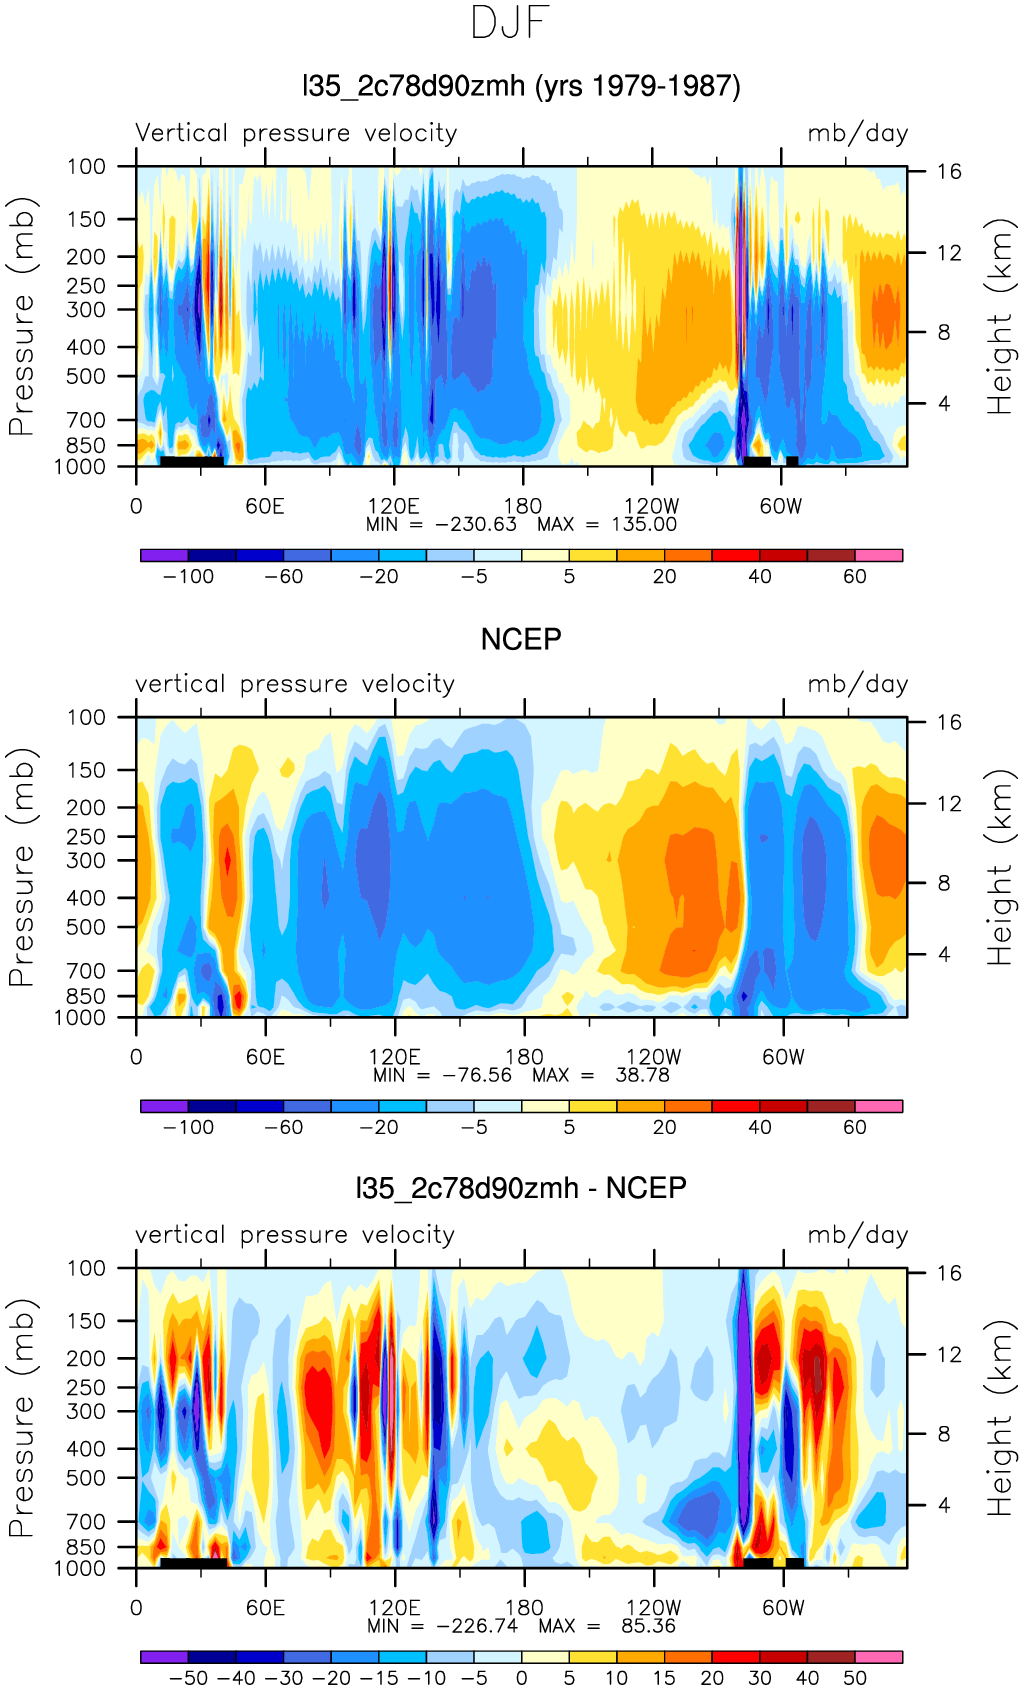 DJF
l35_2c78d90zmh (yrs 1979-1987)
Vertical pressure velocity mb/day
Pressure (mb)
100
150
200
250
300
400
500
700
850
1000
16
12
8
4
Height (km)
0 60E 120E 180 120W 60W
MIN = -230.63 MAX = 135.00
-100 -60 -20 -5 5 20 40 60
NCEP
vertical pressure velocity mb/day
Pressure (mb)
100
150
200
250
300
400
500
700
850
1000
16
12
8
4
Height (km)
0 60E 120E 180 120W 60W
MIN = -76.56 MAX = 38.78
-100 -60 -20 -5 5 20 40 60
l35_2c78d90zmh - NCEP
vertical pressure velocity mb/day
Pressure (mb)
100
150
200
250
300
400
500
700
850
1000
16
12
8
4
Height (km)
0 60E 120E 180 120W 60W
MIN = -226.74 MAX = 85.36
-50 -40 -30 -20 -15 -10 -5 0 5 10 15 20 30 40 50